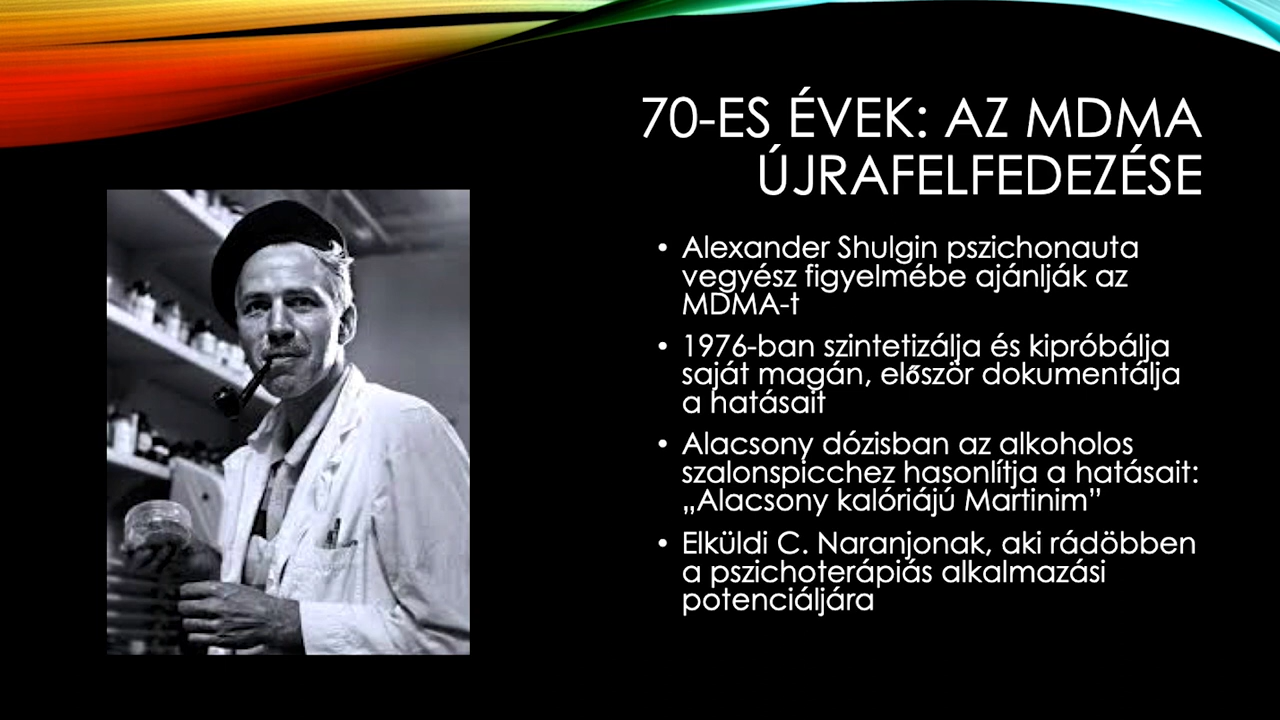 70-ES ÉVEK: AZ MDMA
ÚJRAFELFEDEZÉSE
• Alexander Shulgin pszichonauta
vegyész figyelmébe ajánlják az
MDMA-t
• 1976-ban szintetizálja és kipróbálja
saját magán, először dokumentálja
a hatásait
• Alacsony dózisban az alkoholos
szalonspicchez hasonlítja a hatásait:
„Alacsony kalóriájú Martinim”
• Elküldi C. Naranjonak, aki rádöbben
a pszichoterápiás alkalmazási
potenciáljára